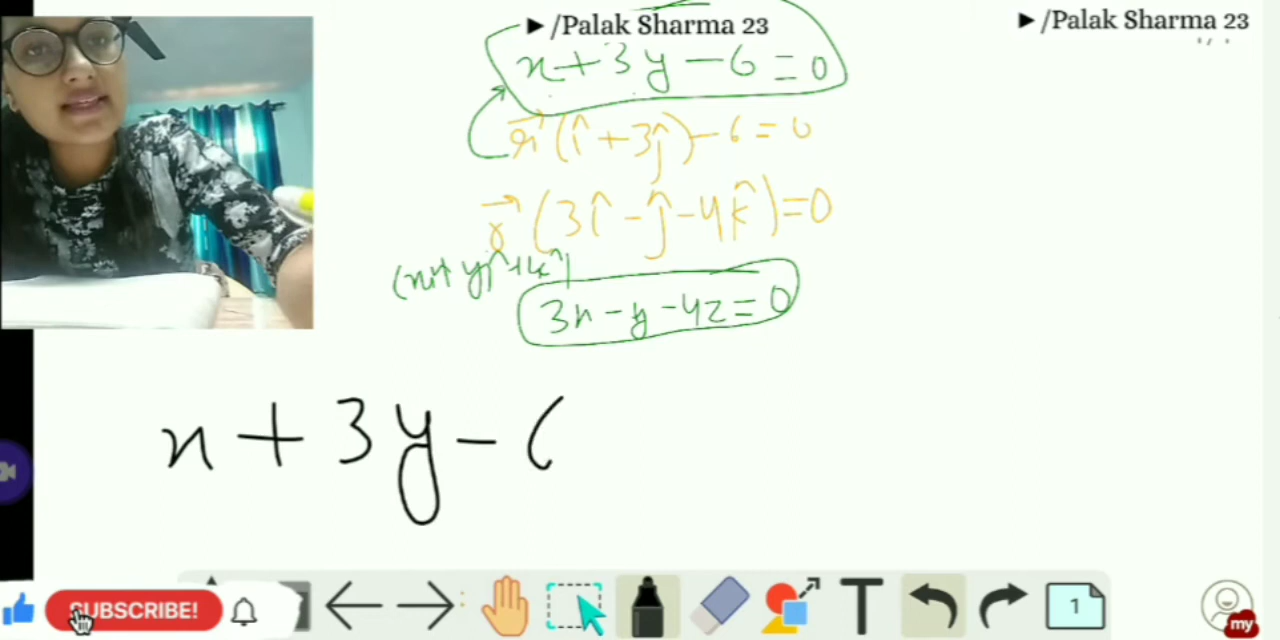 ▶ /Palak Sharma 23
▶ /Palak Sharma 23
x+3y-6=0
r⃗ (î+3ĵ)-6=0
r⃗ (3î-ĵ-4k̂)=0
3x-y-4z=0
x+3y-6
T
1
SUBSCRIBE!
my